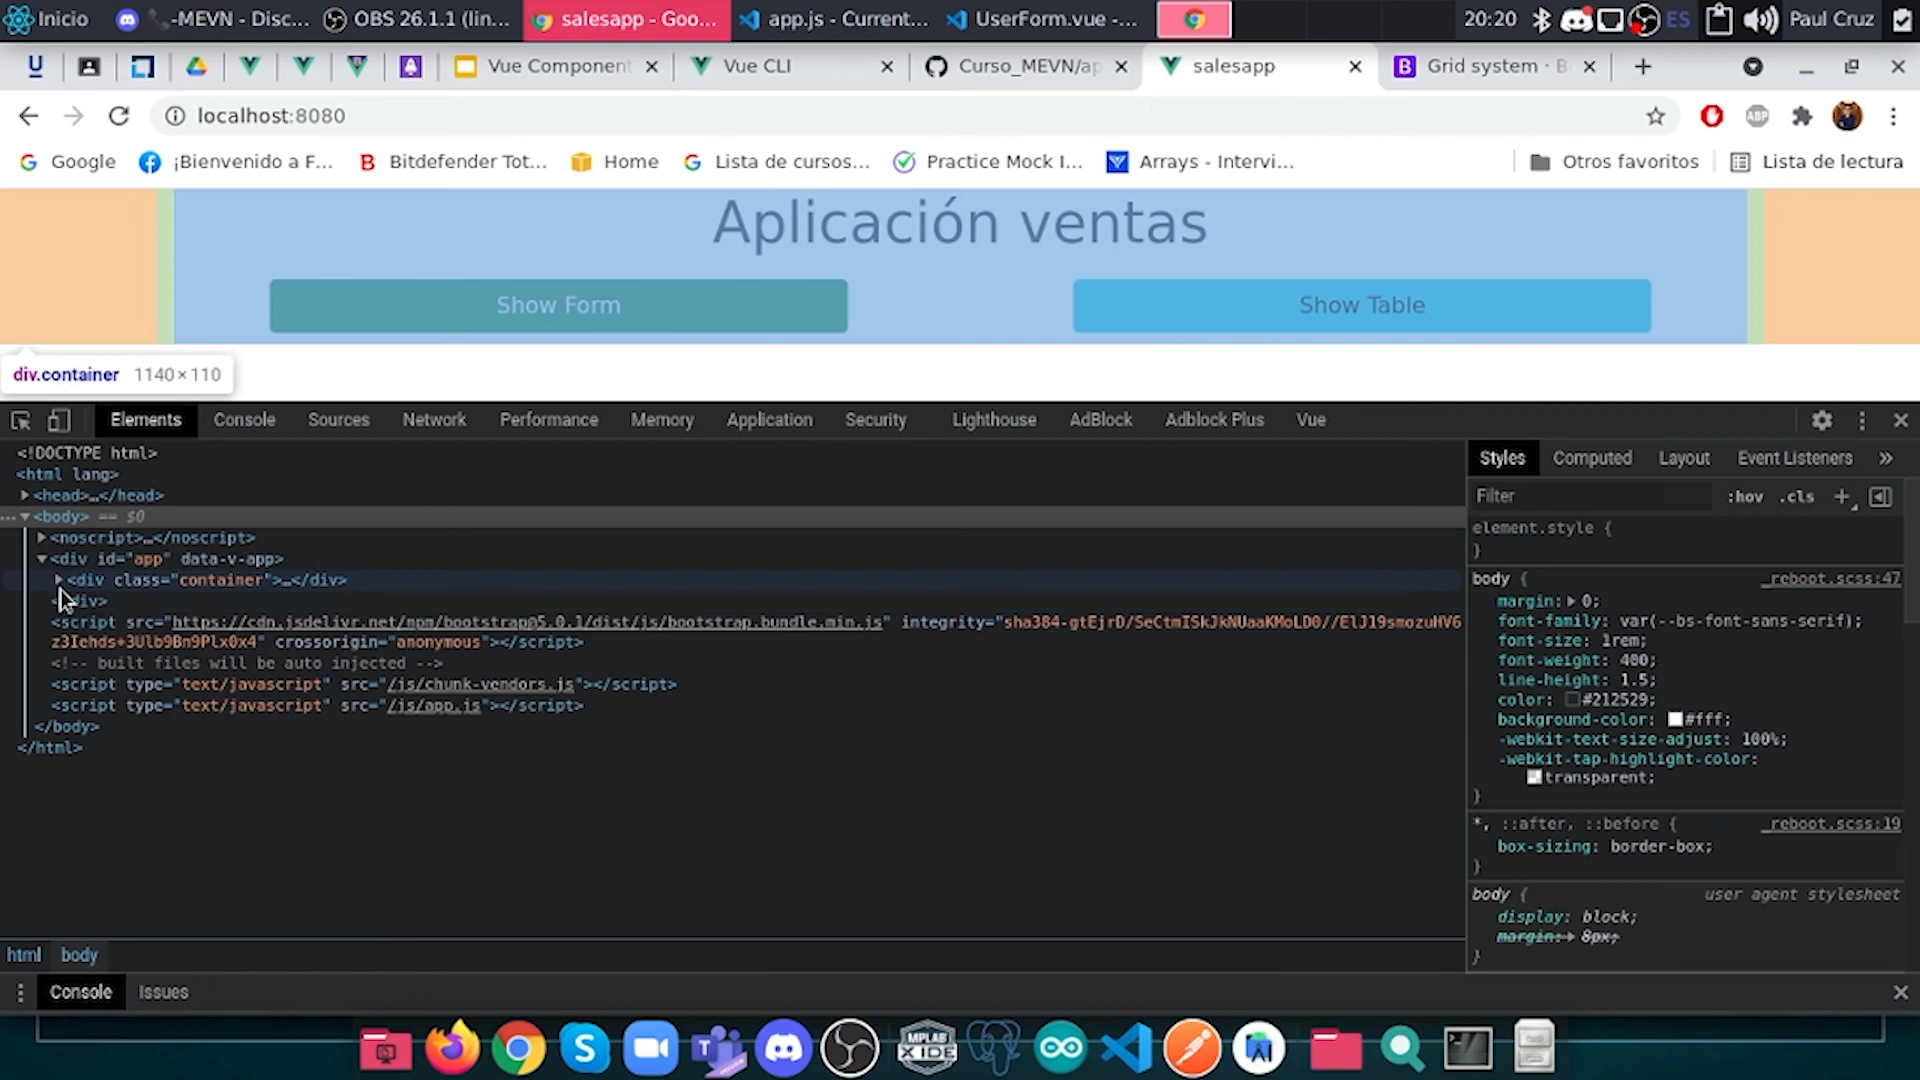 Inicio
-MEVN - Disc...
OBS 26.1.1 (lin...
salesapp - Goo...
app.js - Current...
UserForm.vue -...
20:20
ES
Paul Cruz
Vue Component
Vue CLI
Curso_MEVN/ap
salesapp
Grid system · B
localhost:8080
ABP
Google
¡Bienvenido a F...
Bitdefender Tot...
Home
Lista de cursos...
Practice Mock I...
Arrays - Intervi...
Otros favoritos
Lista de lectura
Aplicación ventas
Show Form
Show Table
div.container 1140×110
Elements
Console
Sources
Network
Performance
Memory
Application
Security
Lighthouse
AdBlock
Adblock Plus
Vue
<!DOCTYPE html>
<html lang>
<head>…</head>
… <body> == $0
<noscript>…</noscript>
<div id="app" data-v-app>
<div class="container">…</div>
div>
<script src="https://cdn.jsdelivr.net/npm/bootstrap@5.0.1/dist/js/bootstrap.bundle.min.js" integrity="sha384-gtEjrD/SeCtmISkJkNUaaKMoLD0//ElJ19smozuHV6
z3Iehds+3Ulb9Bn9Plx0x4" crossorigin="anonymous"></script>
<!-- built files will be auto injected -->
<script type="text/javascript" src="/js/chunk-vendors.js"></script>
<script type="text/javascript" src="/js/app.js"></script>
</body>
</html>
html
body
Styles
Computed
Layout
Event Listeners
»
Filter
:hov
.cls
+
element.style {
}
body {
_reboot.scss:47
margin: 0;
font-family: var(--bs-font-sans-serif);
font-size: 1rem;
font-weight: 400;
line-height: 1.5;
color: #212529;
background-color: #fff;
-webkit-text-size-adjust: 100%;
-webkit-tap-highlight-color:
transparent;
}
*, ::after, ::before {
_reboot.scss:19
box-sizing: border-box;
}
body {
user agent stylesheet
display: block;
margin: 8px;
}
Console
Issues
MPLAB
X IDE